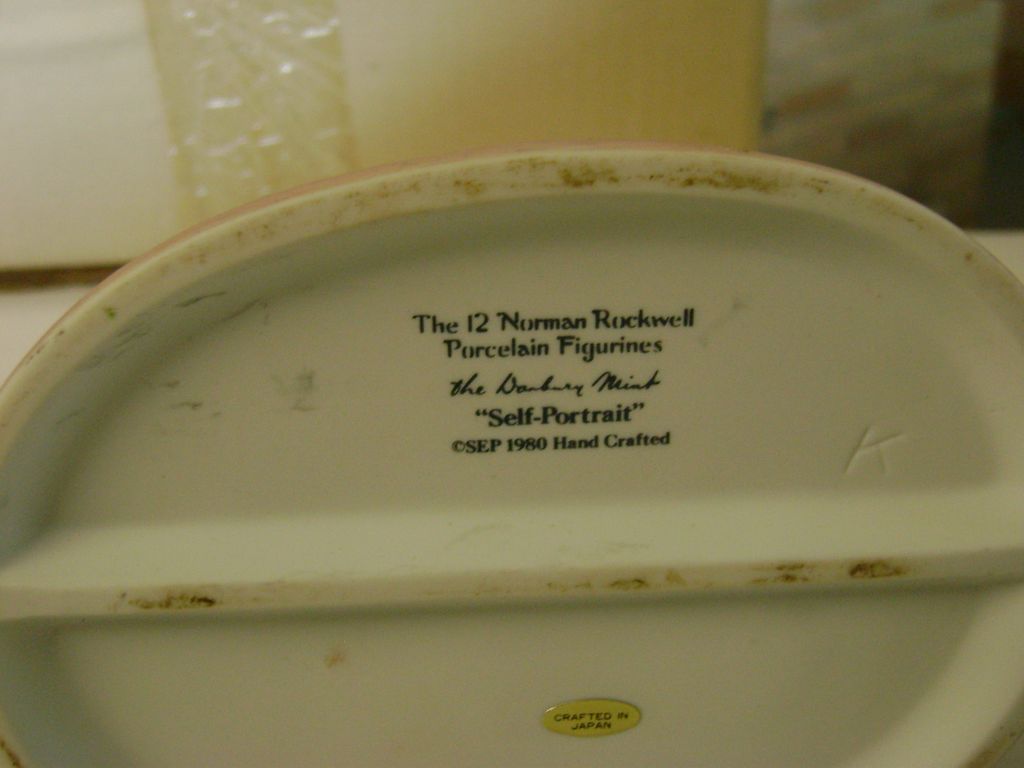 The 12 Norman Rockwell
Porcelain Figurines
The Danbury Mint
“Self-Portrait”
©SEP 1980 Hand Crafted
K
CRAFTED IN
JAPAN